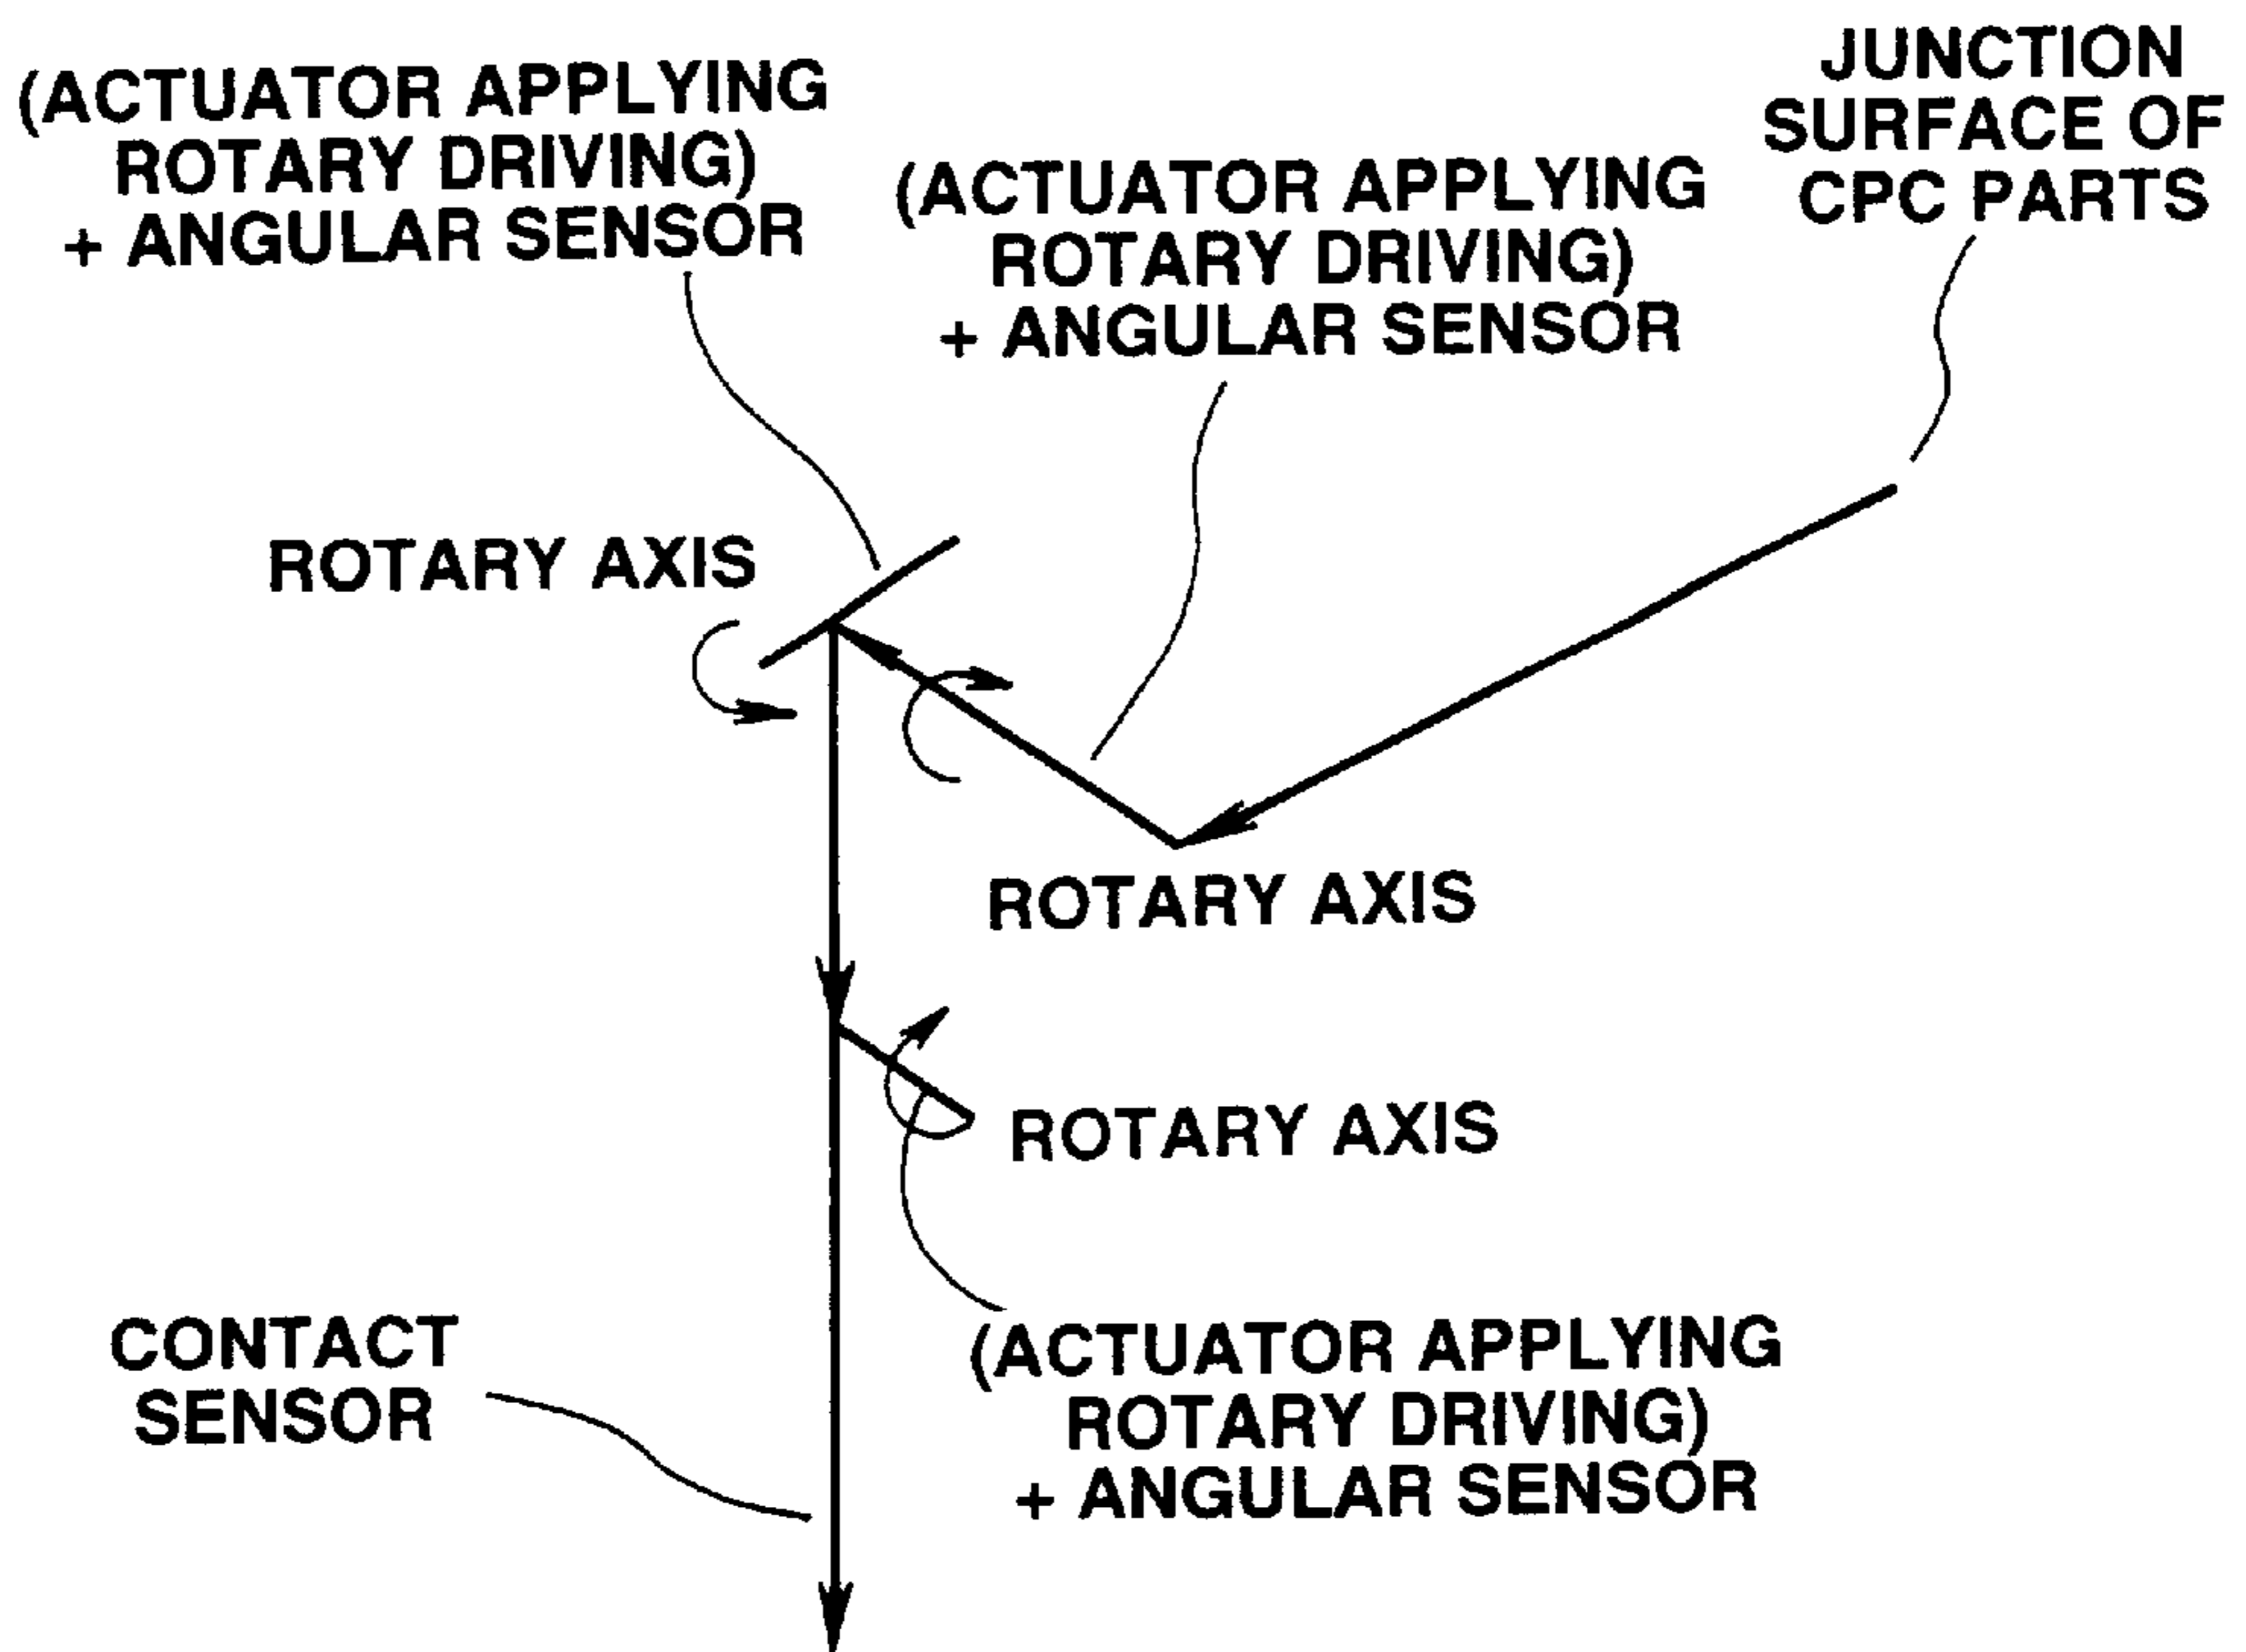 (ACTUATOR APPLYING
ROTARY DRIVING)
+ ANGULAR SENSOR
(ACTUATOR APPLYING
ROTARY DRIVING)
+ ANGULAR SENSOR
JUNCTION
SURFACE OF
CPC PARTS
ROTARY AXIS
ROTARY AXIS
ROTARY AXIS
CONTACT
SENSOR
(ACTUATOR APPLYING
ROTARY DRIVING)
+ ANGULAR SENSOR